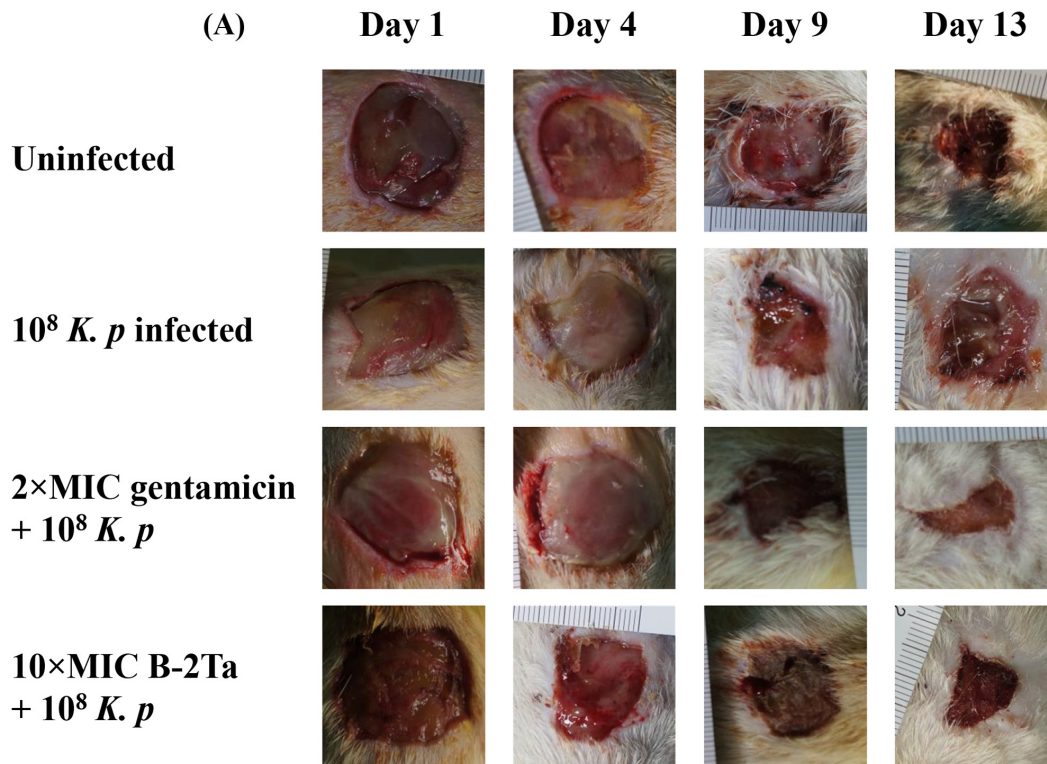 (A) Day 1 Day 4 Day 9 Day 13
Uninfected
10⁸ K. p infected
2×MIC gentamicin
+ 10⁸ K. p
10×MIC B-2Ta
+ 10⁸ K. p
2